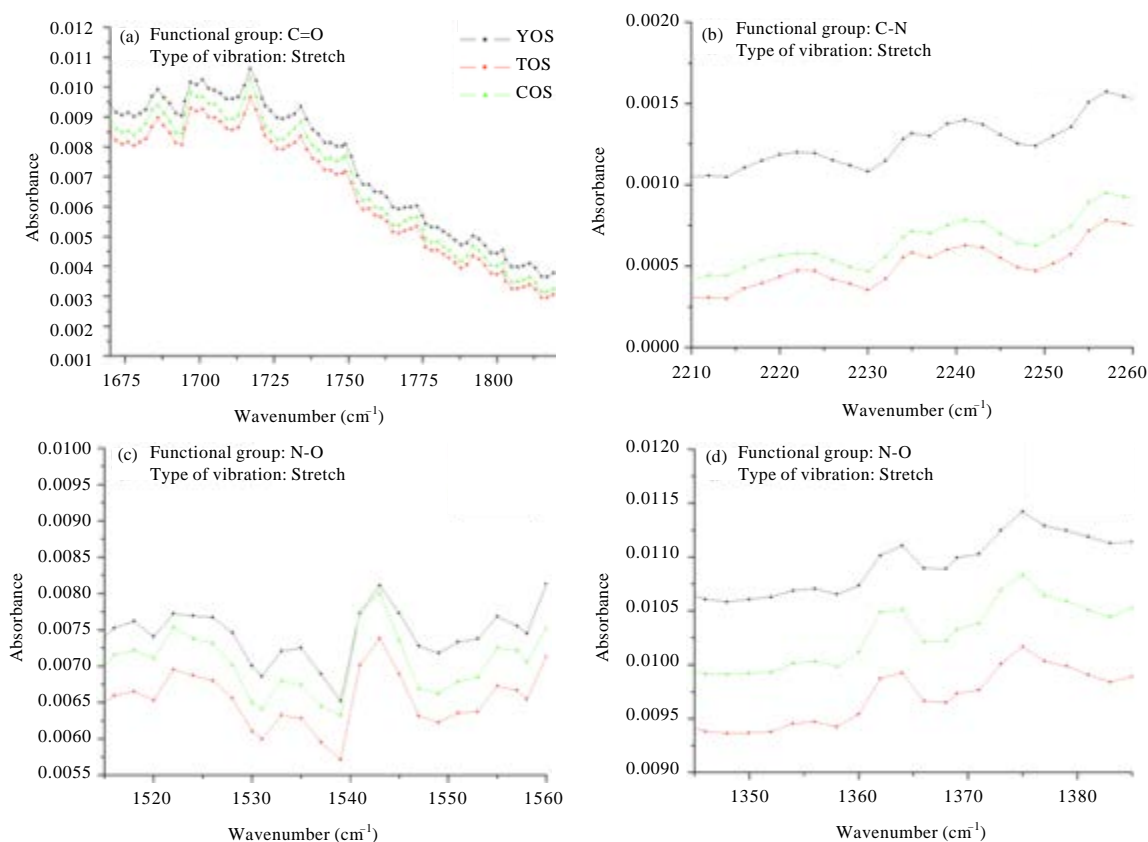 (a) Functional group: C=O
Type of vibration: Stretch
YOS
TOS
COS
0.012
0.011
0.010
0.009
0.008
0.007
0.006
0.005
0.004
0.003
0.002
0.001
Absorbance
1675 1700 1725 1750 1775 1800
Wavenumber (cm⁻¹)
(b) Functional group: C-N
Type of vibration: Stretch
0.0020
0.0015
0.0010
0.0005
0.0000
Absorbance
2210 2220 2230 2240 2250 2260
Wavenumber (cm⁻¹)
(c) Functional group: N-O
Type of vibration: Stretch
0.0100
0.0095
0.0090
0.0085
0.0080
0.0075
0.0070
0.0065
0.0060
0.0055
Absorbance
1520 1530 1540 1550 1560
Wavenumber (cm⁻¹)
(d) Functional group: N-O
Type of vibration: Stretch
0.0120
0.0115
0.0110
0.0105
0.0100
0.0095
0.0090
Absorbance
1350 1360 1370 1380
Wavenumber (cm⁻¹)